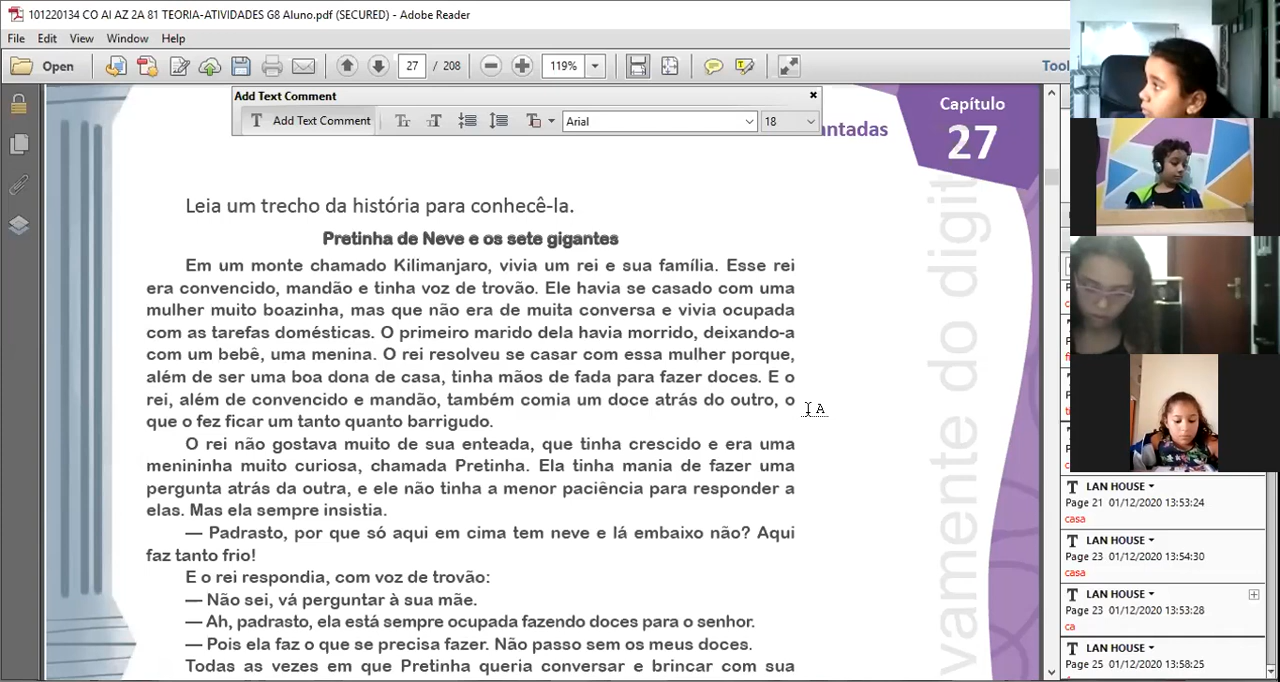 101220134 CO AI AZ 2A 81 TEORIA-ATIVIDADES G8 Aluno.pdf (SECURED) - Adobe Reader
File Edit View Window Help
Open 27 / 208 119% Tool
Add Text Comment
Add Text Comment Arial 18
antadas
Capítulo
27
Leia um trecho da história para conhecê-la.
Pretinha de Neve e os sete gigantes
Em um monte chamado Kilimanjaro, vivia um rei e sua família. Esse rei
era convencido, mandão e tinha voz de trovão. Ele havia se casado com uma
mulher muito boazinha, mas que não era de muita conversa e vivia ocupada
com as tarefas domésticas. O primeiro marido dela havia morrido, deixando-a
com um bebê, uma menina. O rei resolveu se casar com essa mulher porque,
além de ser uma boa dona de casa, tinha mãos de fada para fazer doces. E o
rei, além de convencido e mandão, também comia um doce atrás do outro, o
que o fez ficar um tanto quanto barrigudo.
O rei não gostava muito de sua enteada, que tinha crescido e era uma
menininha muito curiosa, chamada Pretinha. Ela tinha mania de fazer uma
pergunta atrás da outra, e ele não tinha a menor paciência para responder a
elas. Mas ela sempre insistia.
— Padrasto, por que só aqui em cima tem neve e lá embaixo não? Aqui
faz tanto frio!
E o rei respondia, com voz de trovão:
— Não sei, vá perguntar à sua mãe.
— Ah, padrasto, ela está sempre ocupada fazendo doces para o senhor.
— Pois ela faz o que se precisa fazer. Não passo sem os meus doces.
Todas as vezes em que Pretinha queria conversar e brincar com sua
vamente do digit
LAN HOUSE
Page 21 01/12/2020 13:53:24
casa
LAN HOUSE
Page 23 01/12/2020 13:54:30
casa
LAN HOUSE
Page 23 01/12/2020 13:53:28
ca
LAN HOUSE
Page 25 01/12/2020 13:58:25